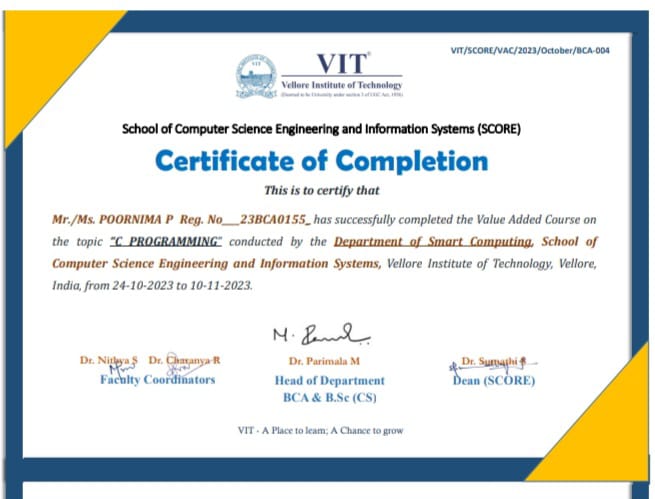 VIT/SCORE/VAC/2023/October/BCA-004
VIT®
Vellore Institute of Technology
(Deemed to be University under section 3 of UGC Act, 1956)
School of Computer Science Engineering and Information Systems (SCORE)
Certificate of Completion
This is to certify that
Mr./Ms. POORNIMA P Reg. No___23BCA0155_ has successfully completed the Value Added Course on
the topic "C PROGRAMMING" conducted by the Department of Smart Computing, School of
Computer Science Engineering and Information Systems, Vellore Institute of Technology, Vellore,
India, from 24-10-2023 to 10-11-2023.
Dr. Nithya S Dr. Charanya R
Faculty Coordinators
Dr. Parimala M
Head of Department
BCA & B.Sc (CS)
Dr. Sumathi
Dean (SCORE)
VIT - A Place to learn; A Chance to grow